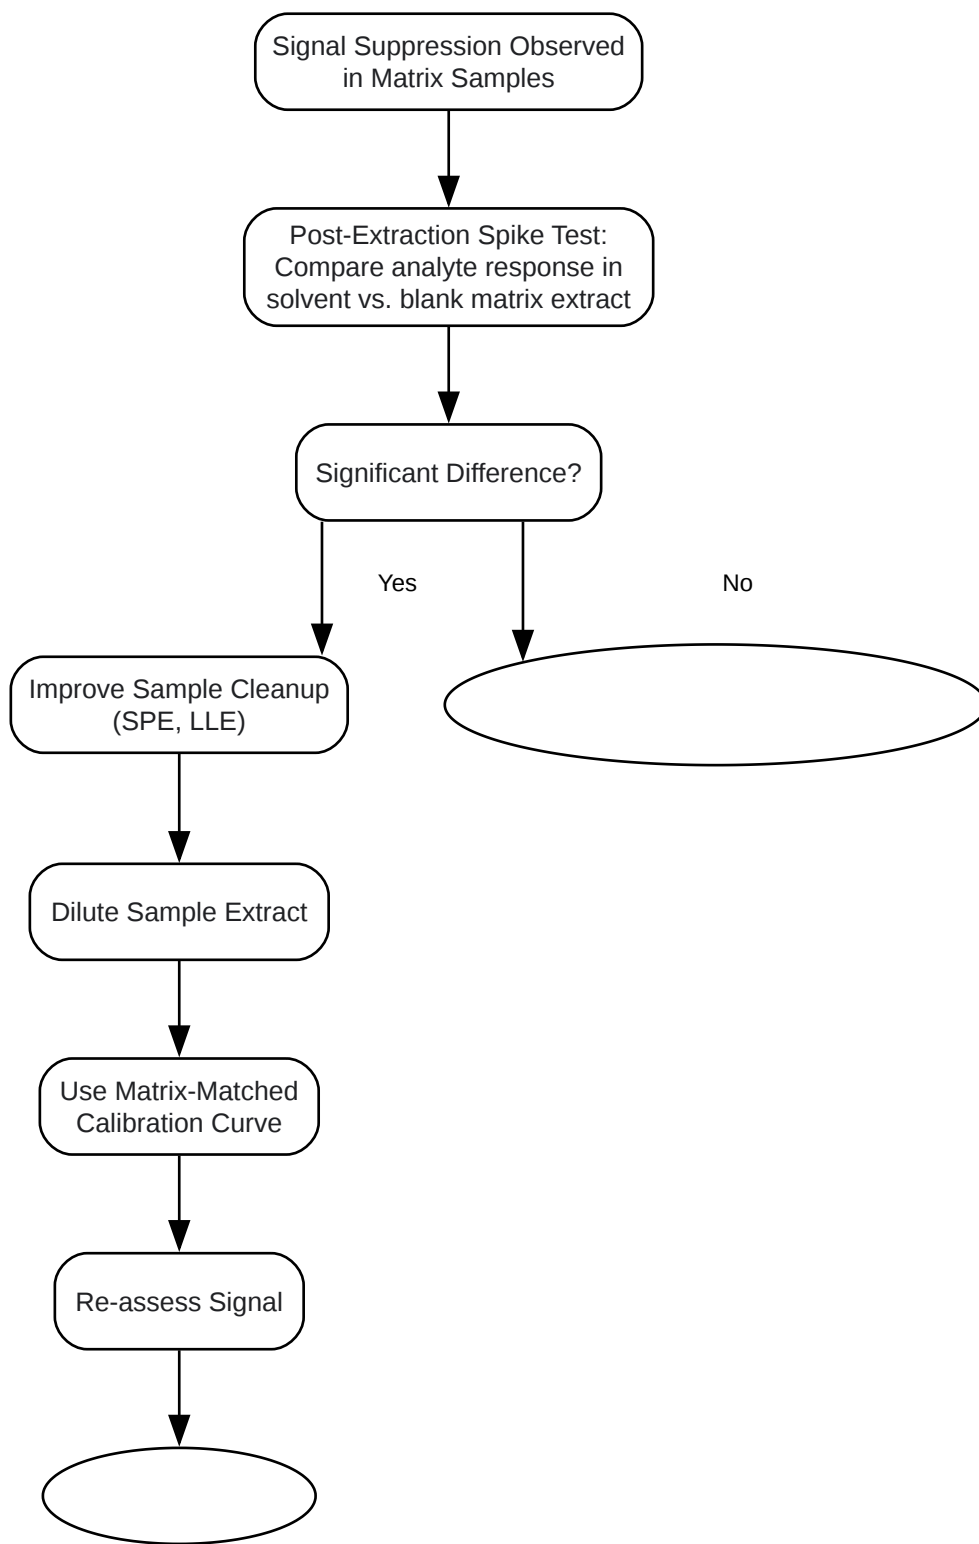 Signal Suppression Observed
in Matrix Samples
Post-Extraction Spike Test:
Compare analyte response in
solvent vs. blank matrix extract
Significant Difference?
Yes
No
Improve Sample Cleanup
(SPE, LLE)
Dilute Sample Extract
Use Matrix-Matched
Calibration Curve
Re-assess Signal